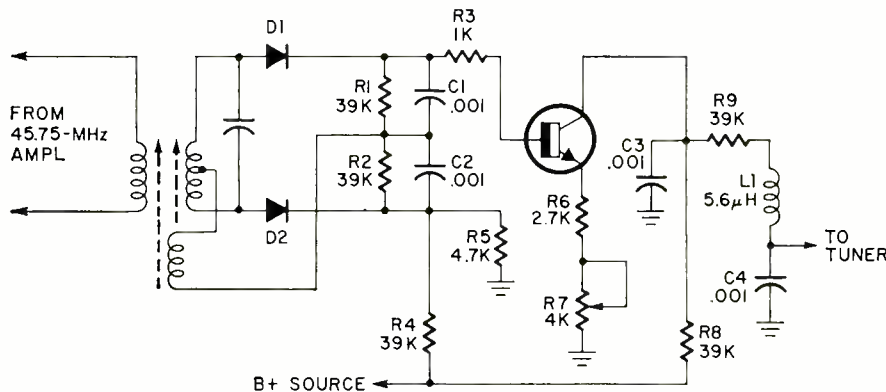 D1
R3
1K
FROM
45.75-MHz
AMPL
R1
39K
C1
.001
R2
39K
C2
.001
D2
R5
4.7K
R4
39K
B+ SOURCE
R6
2.7K
R7
4K
C3
.001
R9
39K
L1
5.6μH
TO
TUNER
C4
.001
R8
39K